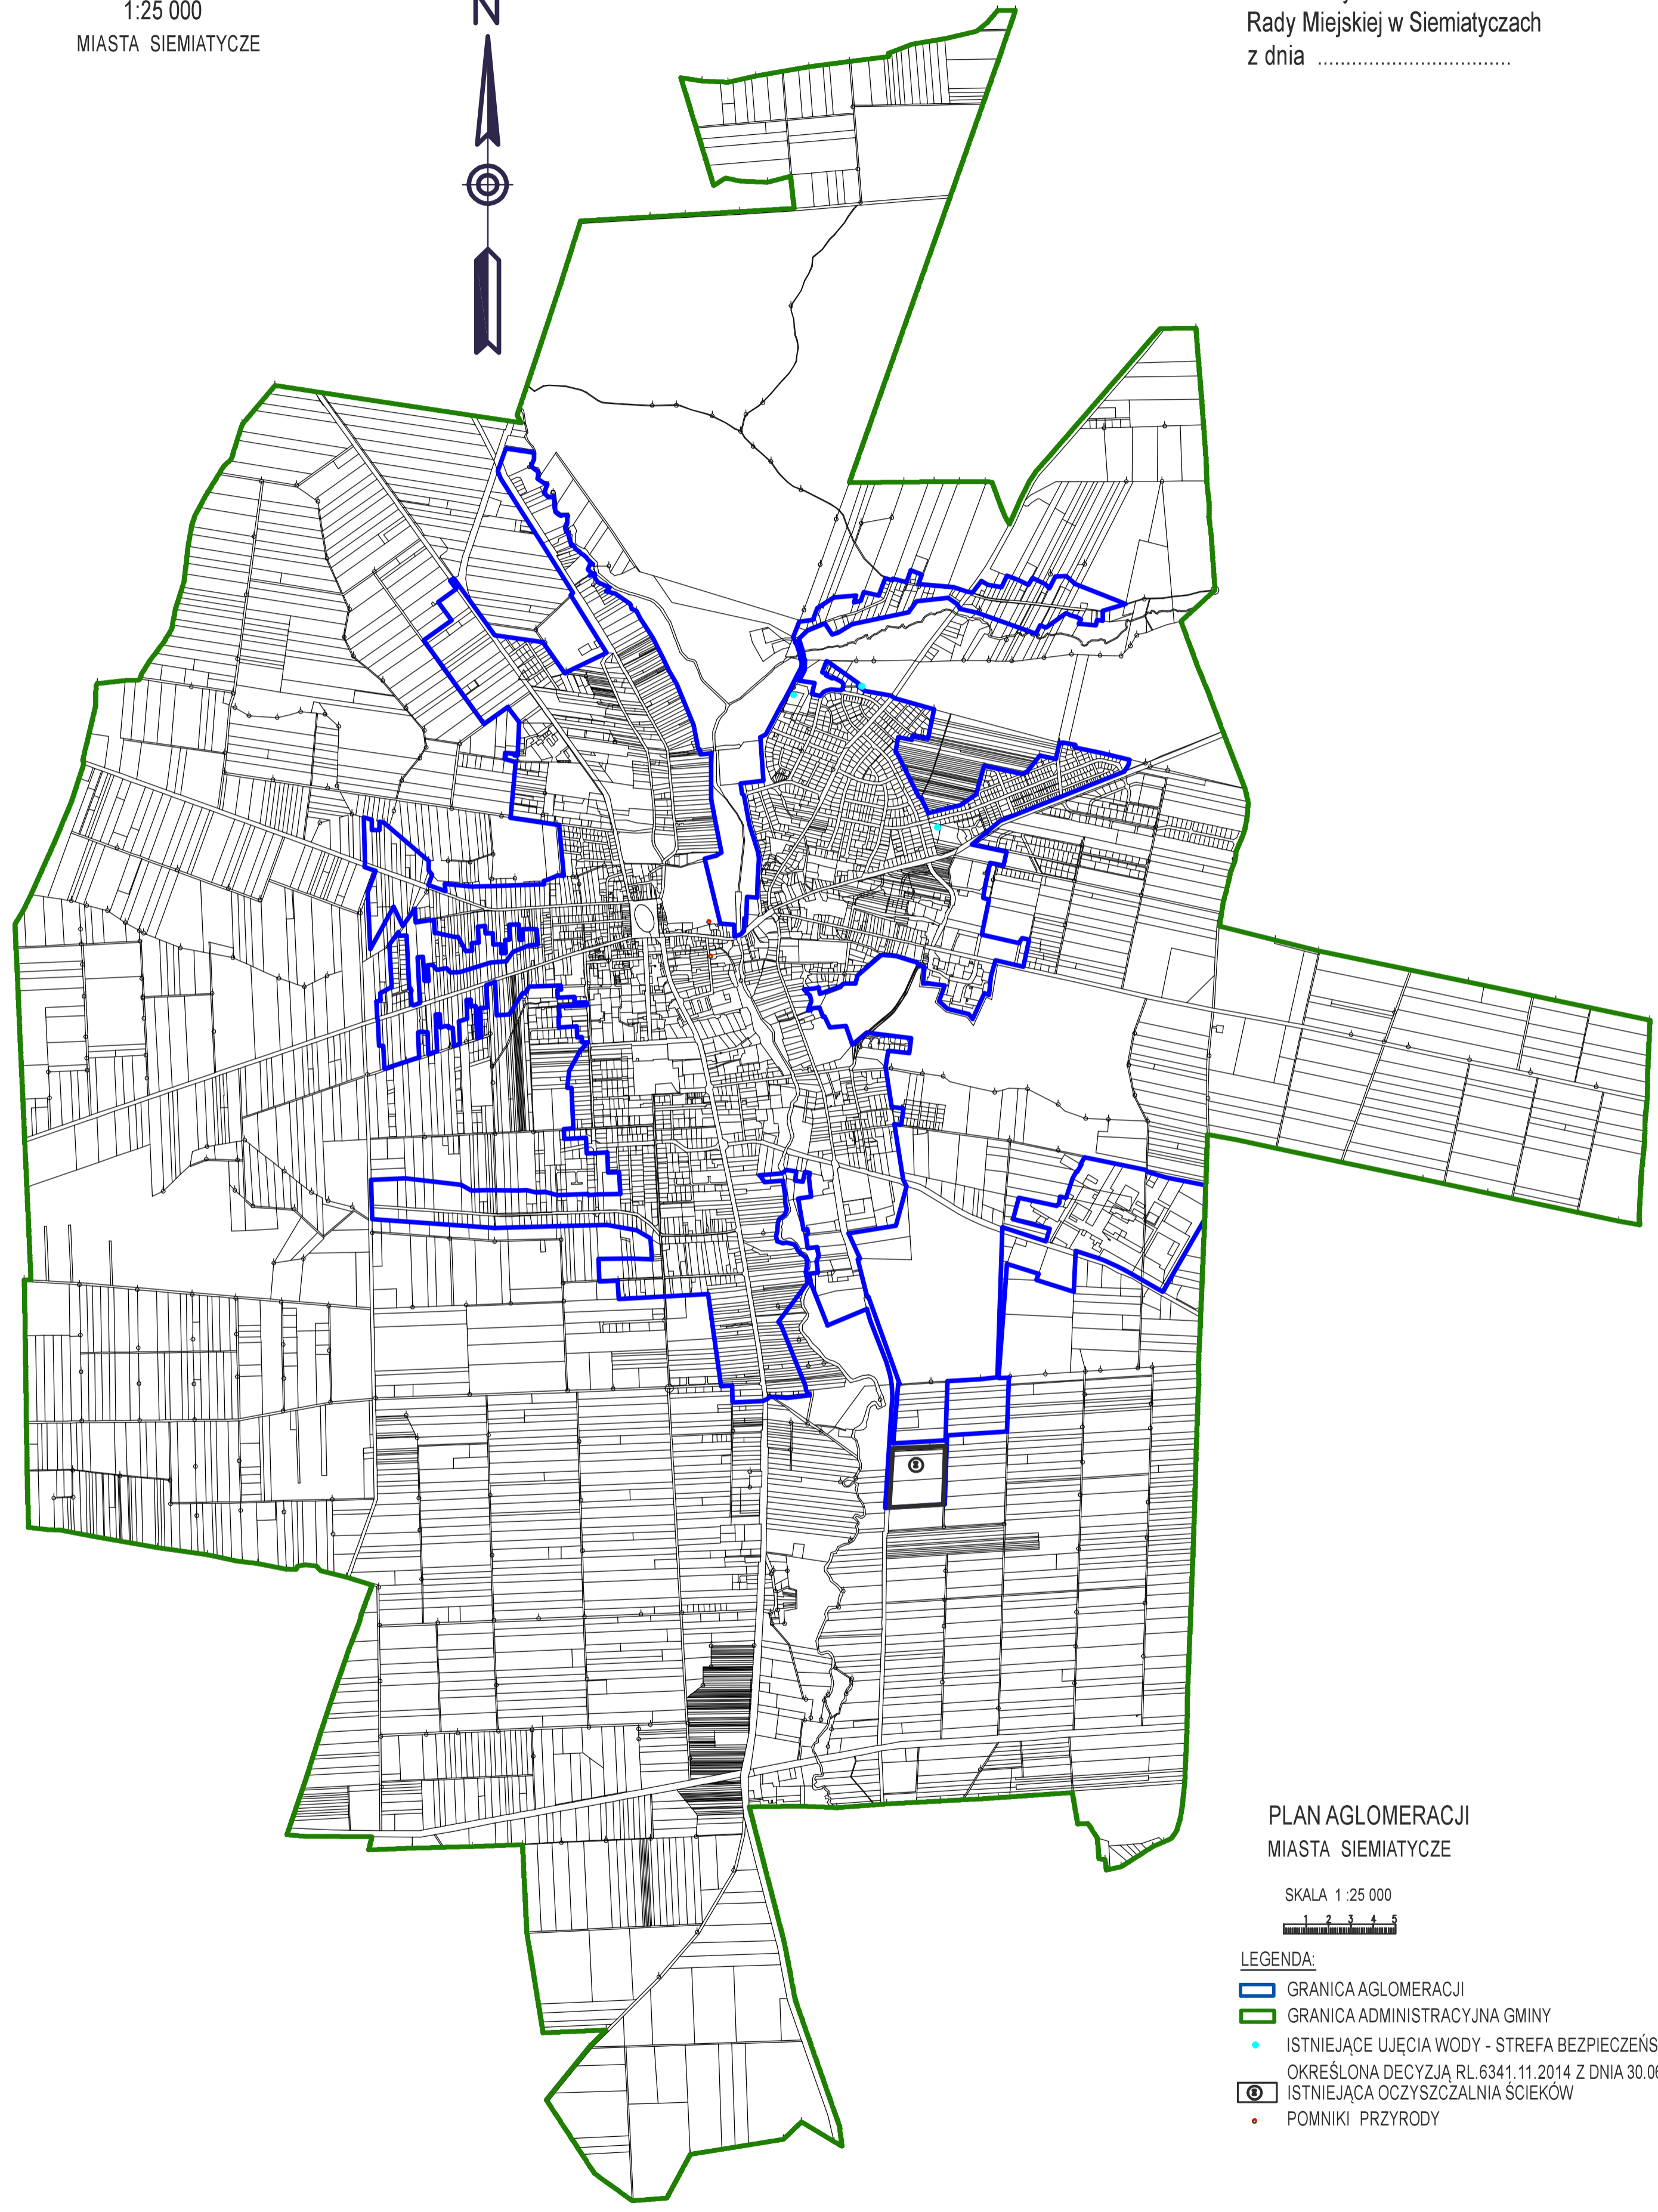 1:25 000
MIASTA SIEMIATYCZE
N
Rady Miejskiej w Siemiatyczach
z dnia ..................................
PLAN AGLOMERACJI
MIASTA SIEMIATYCZE
SKALA 1 :25 000
1 2 3 4 5
LEGENDA:
GRANICA AGLOMERACJI
GRANICA ADMINISTRACYJNA GMINY
ISTNIEJĄCE UJĘCIA WODY - STREFA BEZPIECZEŃS
OKREŚLONA DECYZJĄ RL.6341.11.2014 Z DNIA 30.06
ISTNIEJĄCA OCZYSZCZALNIA ŚCIEKÓW
POMNIKI PRZYRODY